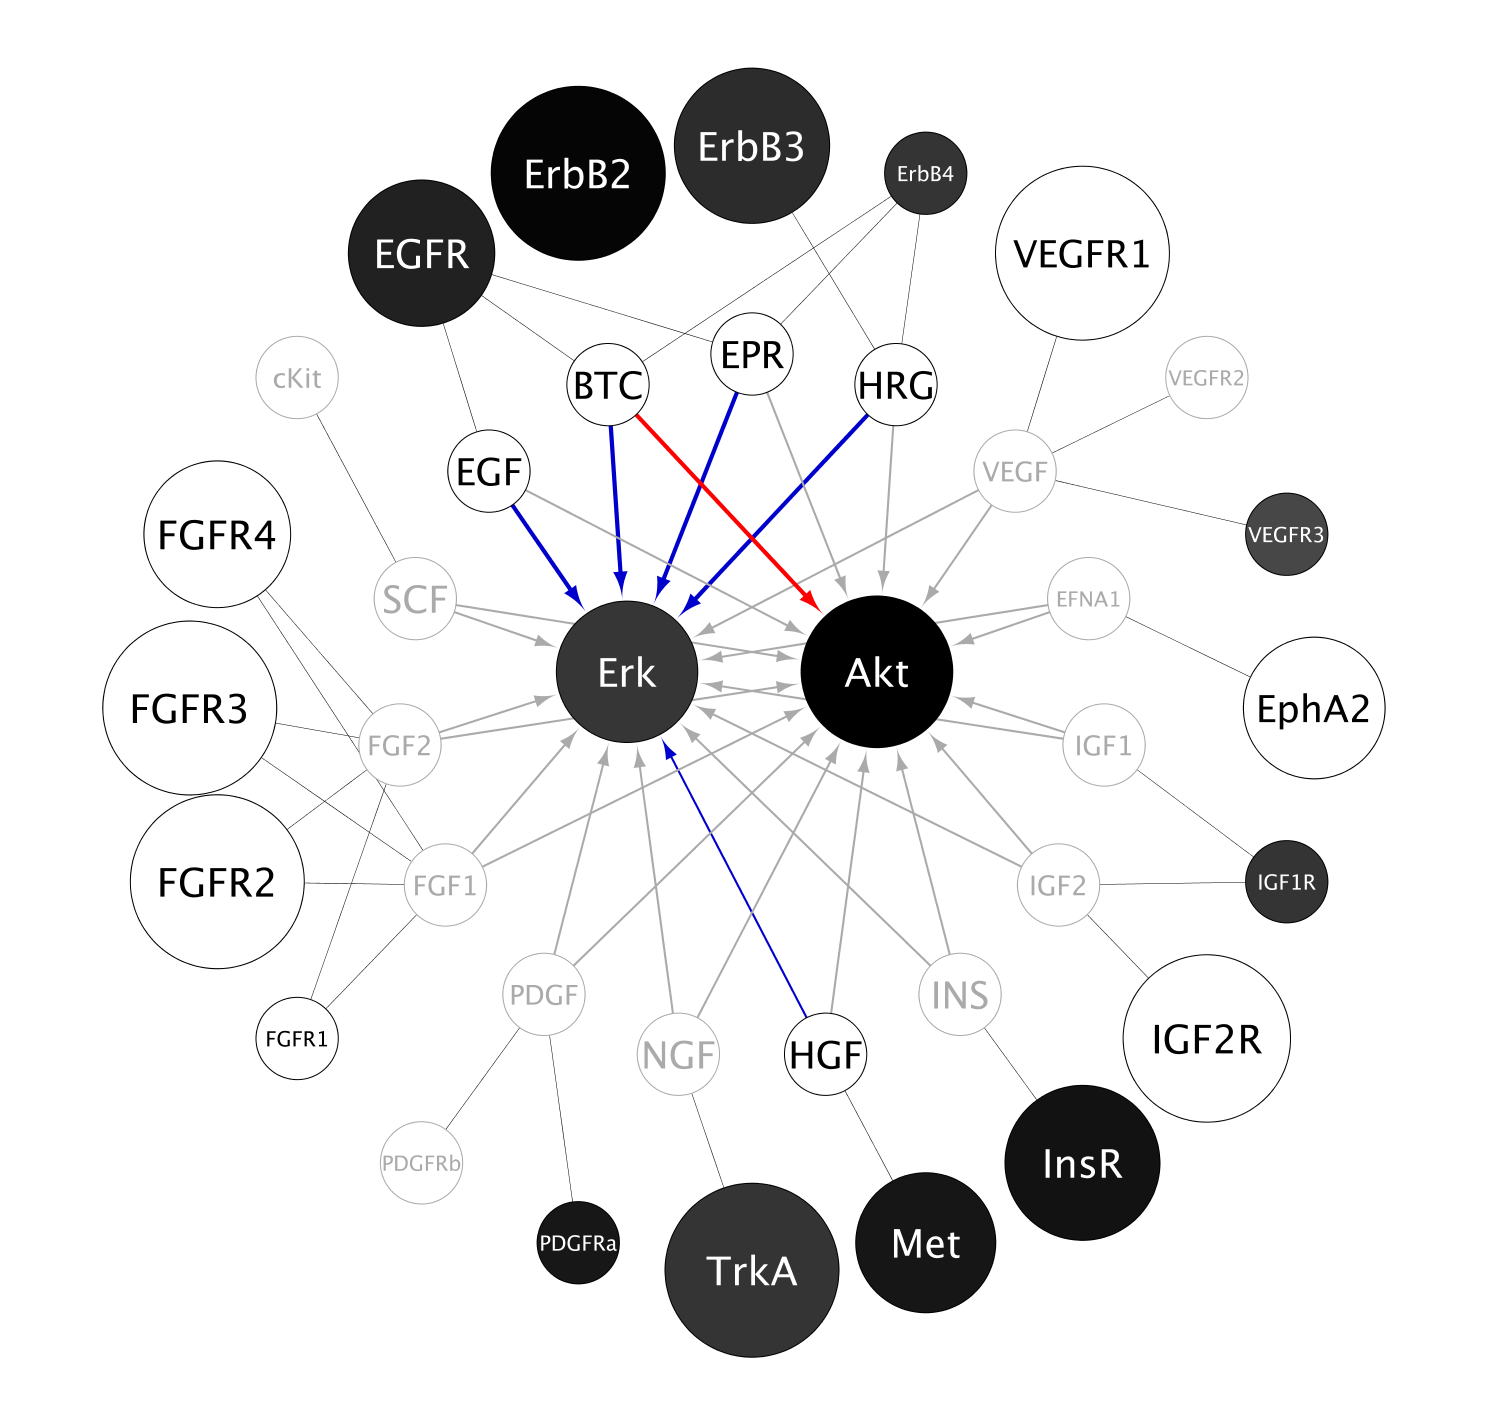 ErbB3
ErbB2
ErbB4
EGFR
VEGFR1
EPR
cKit
BTC
HRG
VEGFR2
EGF
VEGF
FGFR4
VEGFR3
SCF
EFNA1
Erk
Akt
FGFR3
EphA2
FGF2
IGF1
FGFR2
FGF1
IGF2
IGF1R
PDGF
INS
FGFR1
NGF
HGF
IGF2R
PDGFRb
InsR
PDGFRa
Met
TrkA